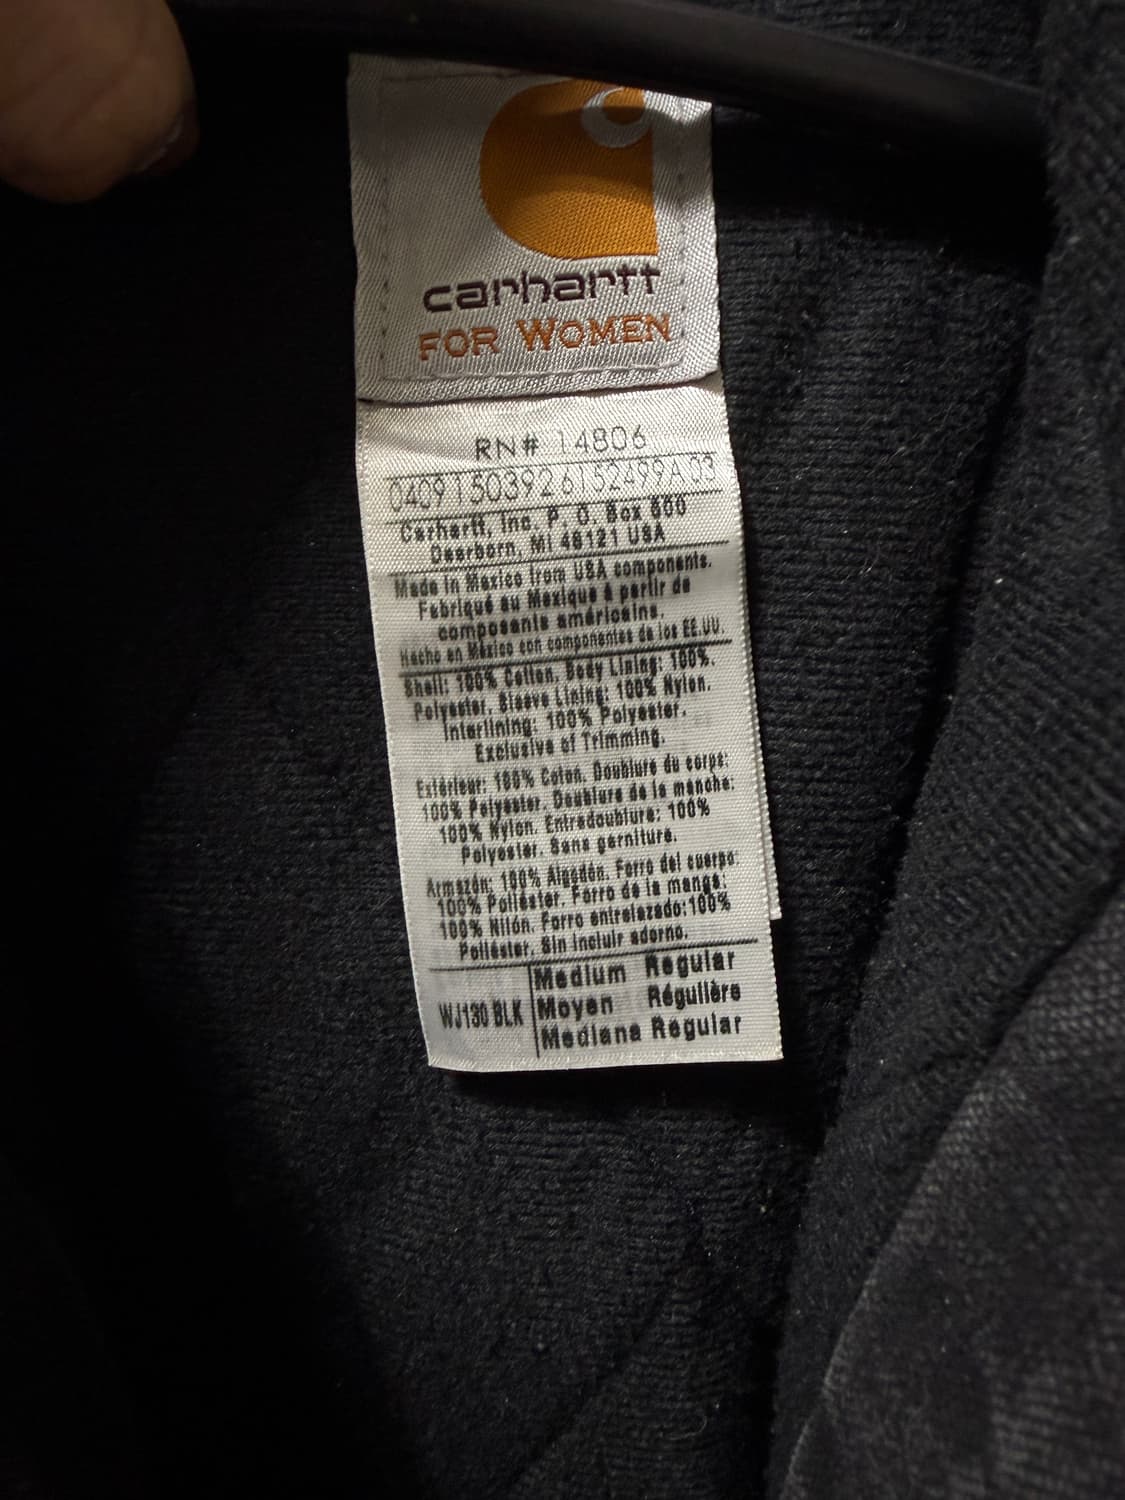 carhartt
FOR WOMEN
RN# 14806
04091503926152499A03
Carhartt, Inc. P. O. Box 600
Dearborn, MI 48121 USA
Made in Mexico from USA components.
Fabriqué au Mexique à partir de
composants américains.
Hecho en México con componentes de los EE.UU.
Shell: 100% Cotton. Body Lining: 100%.
Polyester. Sleeve Lining: 100% Nylon.
Interlining: 100% Polyester.
Exclusive of Trimming.
Extérieur: 100% Coton. Doublure du corps:
100% Polyester. Doublure de la manche:
100% Nylon. Entredoublure: 100%
Polyester. Sans garniture.
Armazón: 100% Algodón. Forro del cuerpo:
100% Poliéster. Forro de la manga:
100% Nilón. Forro entrelazado:100%
Poliéster. Sin incluir adorno.
WJ130 BLK
Medium Regular
Moyen Régulière
Mediana Regular